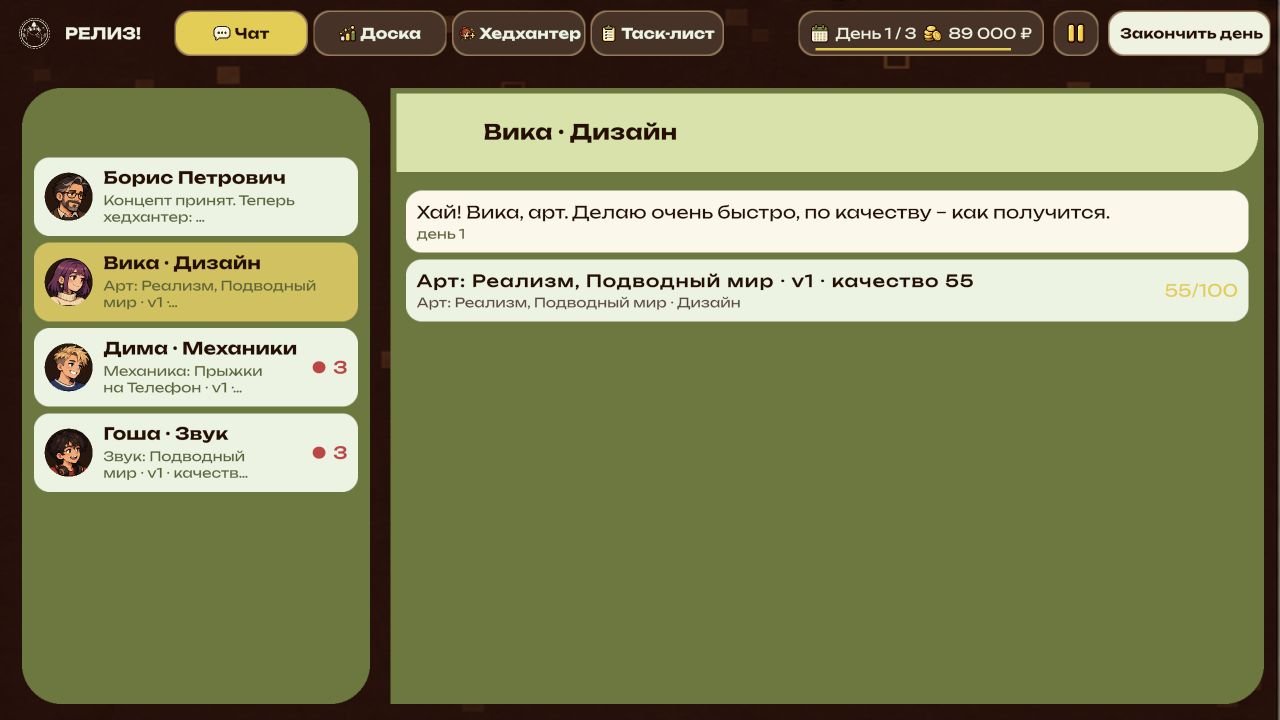 РЕЛИЗ!
Чат
Доска
Хедхантер
Таск-лист
День 1 / 3 89 000 ₽
Закончить день
Борис Петрович
Концепт принят. Теперь
хедхантер: ...
Вика · Дизайн
Арт: Реализм, Подводный
мир · v1 ·...
Дима · Механики
Механика: Прыжки
на Телефон · v1 ·...
3
Гоша · Звук
Звук: Подводный
мир · v1 · качеств...
3
Вика · Дизайн
Хай! Вика, арт. Делаю очень быстро, по качеству – как получится.
день 1
Арт: Реализм, Подводный мир · v1 · качество 55
Арт: Реализм, Подводный мир · Дизайн
55/100